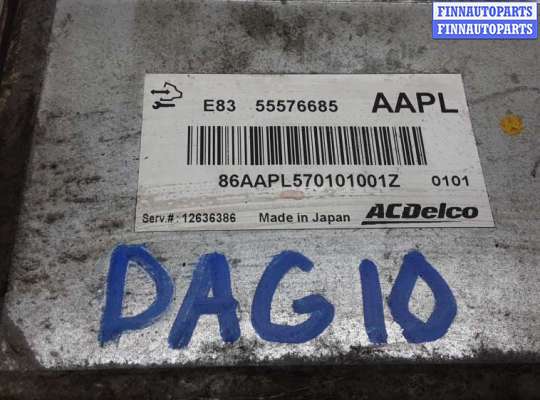 FINNAUTOPARTS
FINNAUTOPARTS
E83 55576685 AAPL
86AAPL570101001Z 0101
Serv.#: 12636386 Made in Japan ACDelco
DAG10